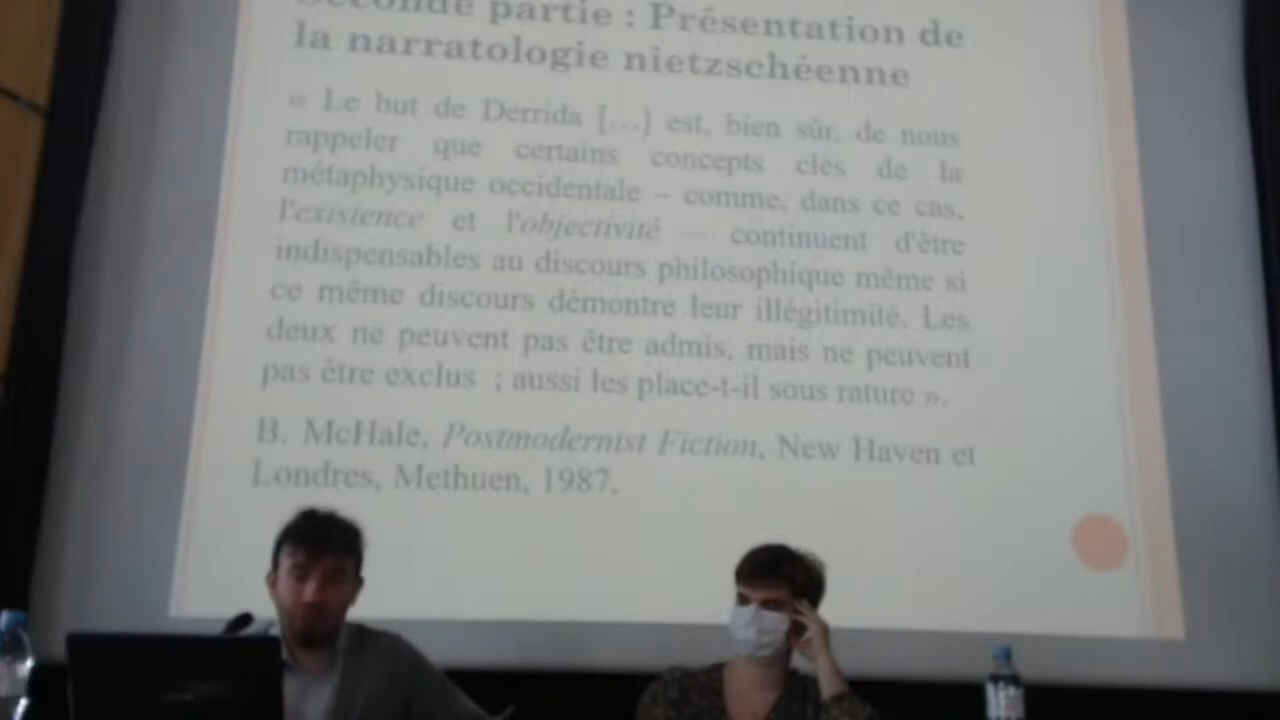 Seconde partie : Présentation de
la narratologie nietzschéenne
« Le but de Derrida [...] est, bien sûr, de nous
rappeler que certains concepts clés de la
métaphysique occidentale – comme, dans ce cas,
l'existence et l'objectivité – continuent d'être
indispensables au discours philosophique même si
ce même discours démontre leur illégitimité. Les
deux ne peuvent pas être admis, mais ne peuvent
pas être exclus ; aussi les place-t-il sous rature ».
B. McHale, Postmodernist Fiction, New Haven et
Londres, Methuen, 1987.